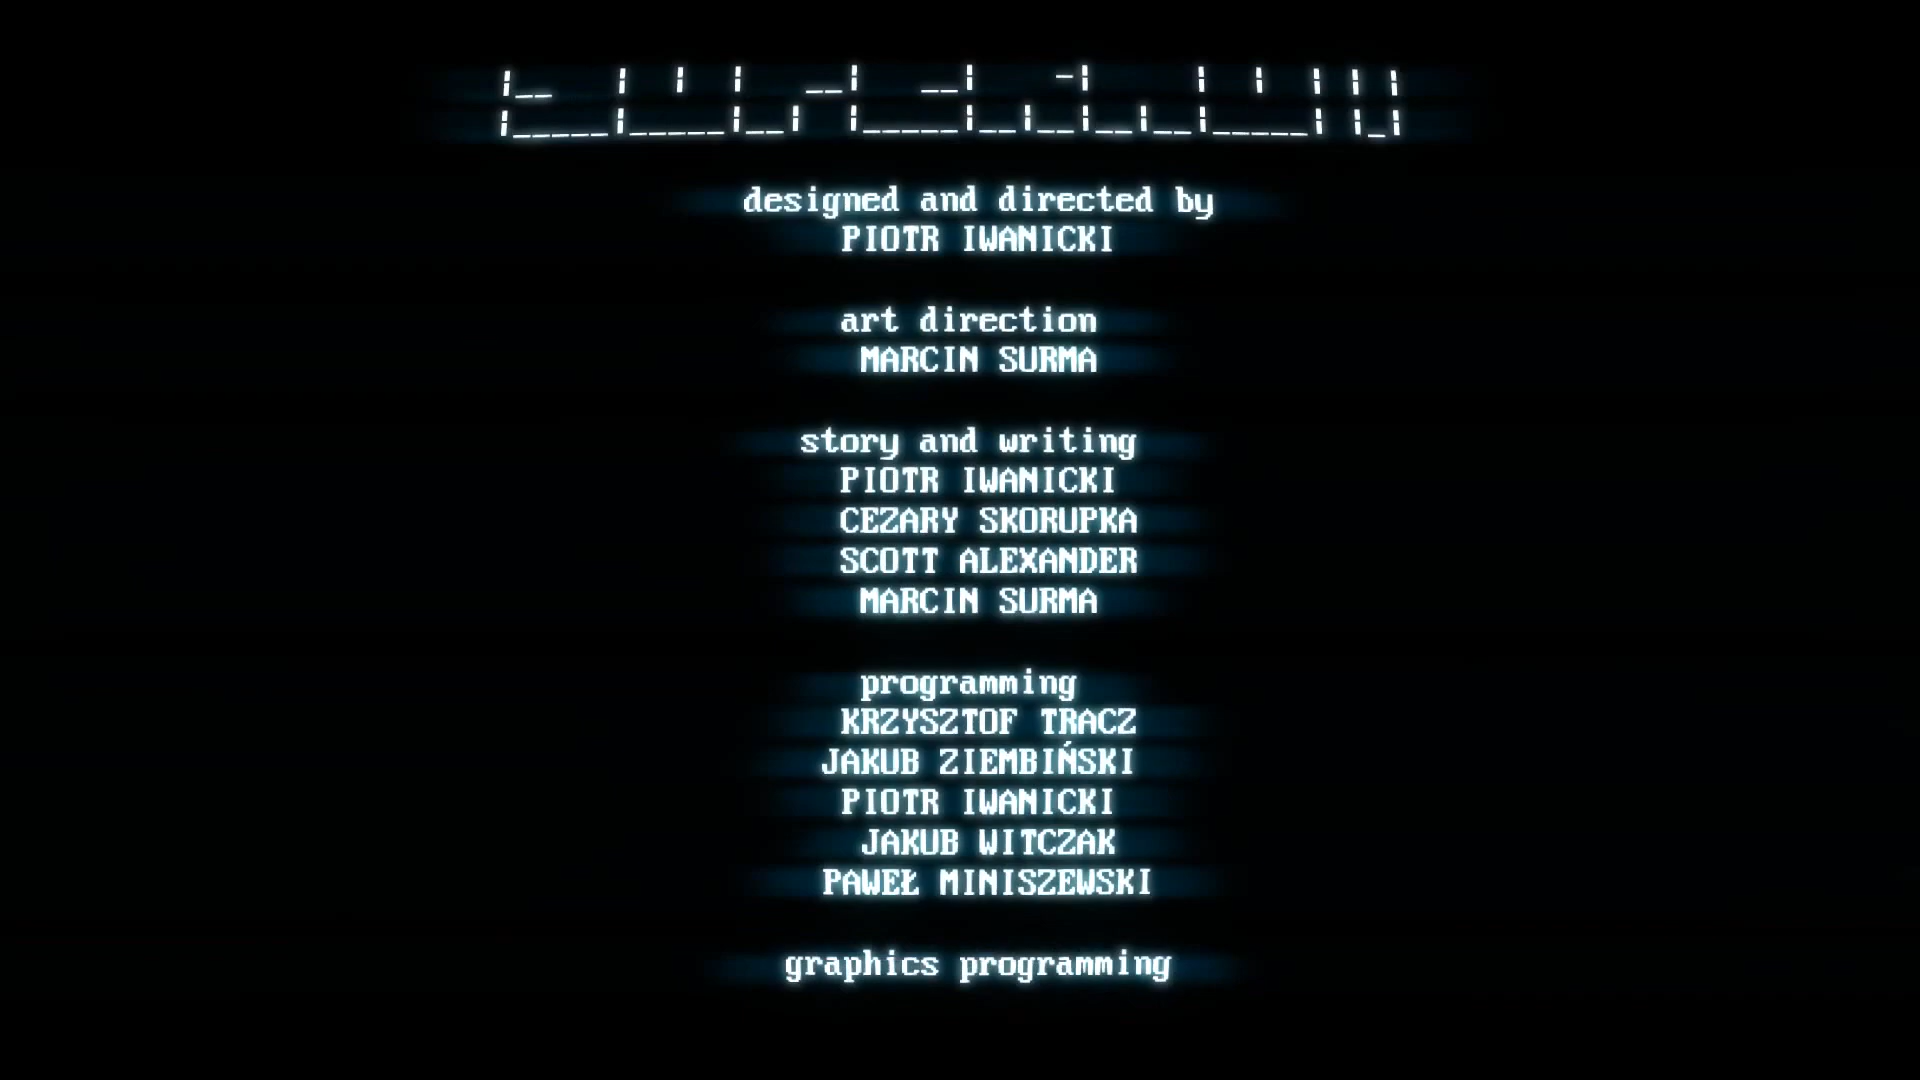 designed and directed by
PIOTR IWANICKI
art direction
MARCIN SURMA
story and writing
PIOTR IWANICKI
CEZARY SKORUPKA
SCOTT ALEXANDER
MARCIN SURMA
programming
KRZYSZTOF TRACZ
JAKUB ZIEMBIŃSKI
PIOTR IWANICKI
JAKUB WITCZAK
PAWEŁ MINISZEWSKI
graphics programming